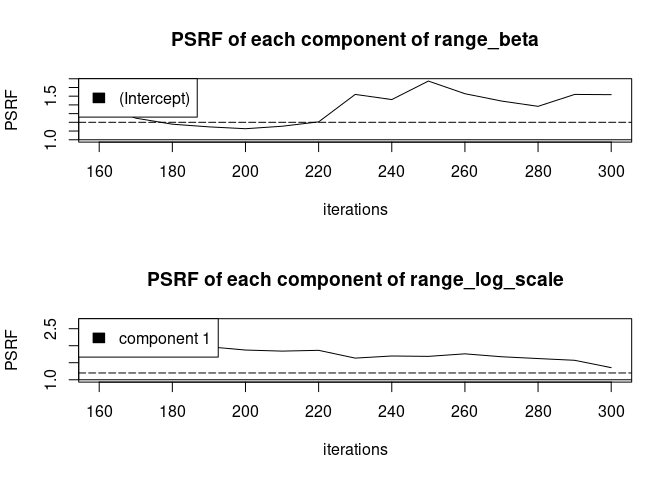 PSRF of each component of range_beta
PSRF
1.5
1.0
(Intercept)
160 180 200 220 240 260 280 300
iterations
PSRF of each component of range_log_scale
PSRF
2.5
1.0
component 1
160 180 200 220 240 260 280 300
iterations